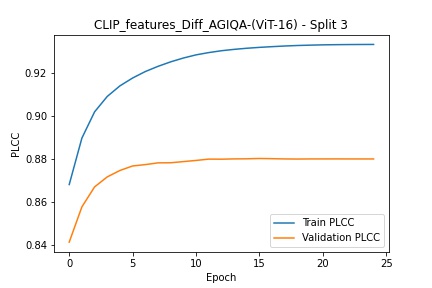 CLIP_features_Diff_AGIQA-(ViT-16) - Split 3
PLCC
0.92
0.90
0.88
0.86
0.84
Train PLCC
Validation PLCC
0 5 10 15 20 25
Epoch